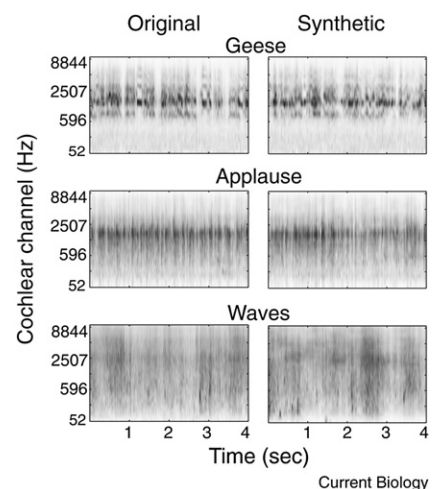 Original Synthetic
Geese
8844
2507
596
52
Applause
8844
2507
596
52
Waves
8844
2507
596
52
Cochlear channel (Hz)
1 2 3 4 1 2 3 4
Time (sec)
Current Biology